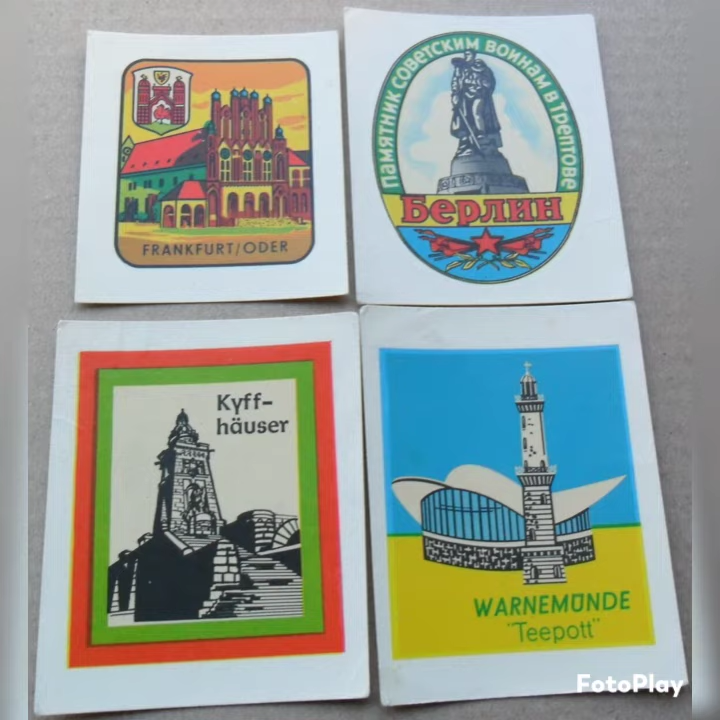 FRANKFURT/ODER
памятник советским воинам в трептове
Берлин
Kyff-
häuser
WARNEMÜNDE
"Teepott"
FotoPlay